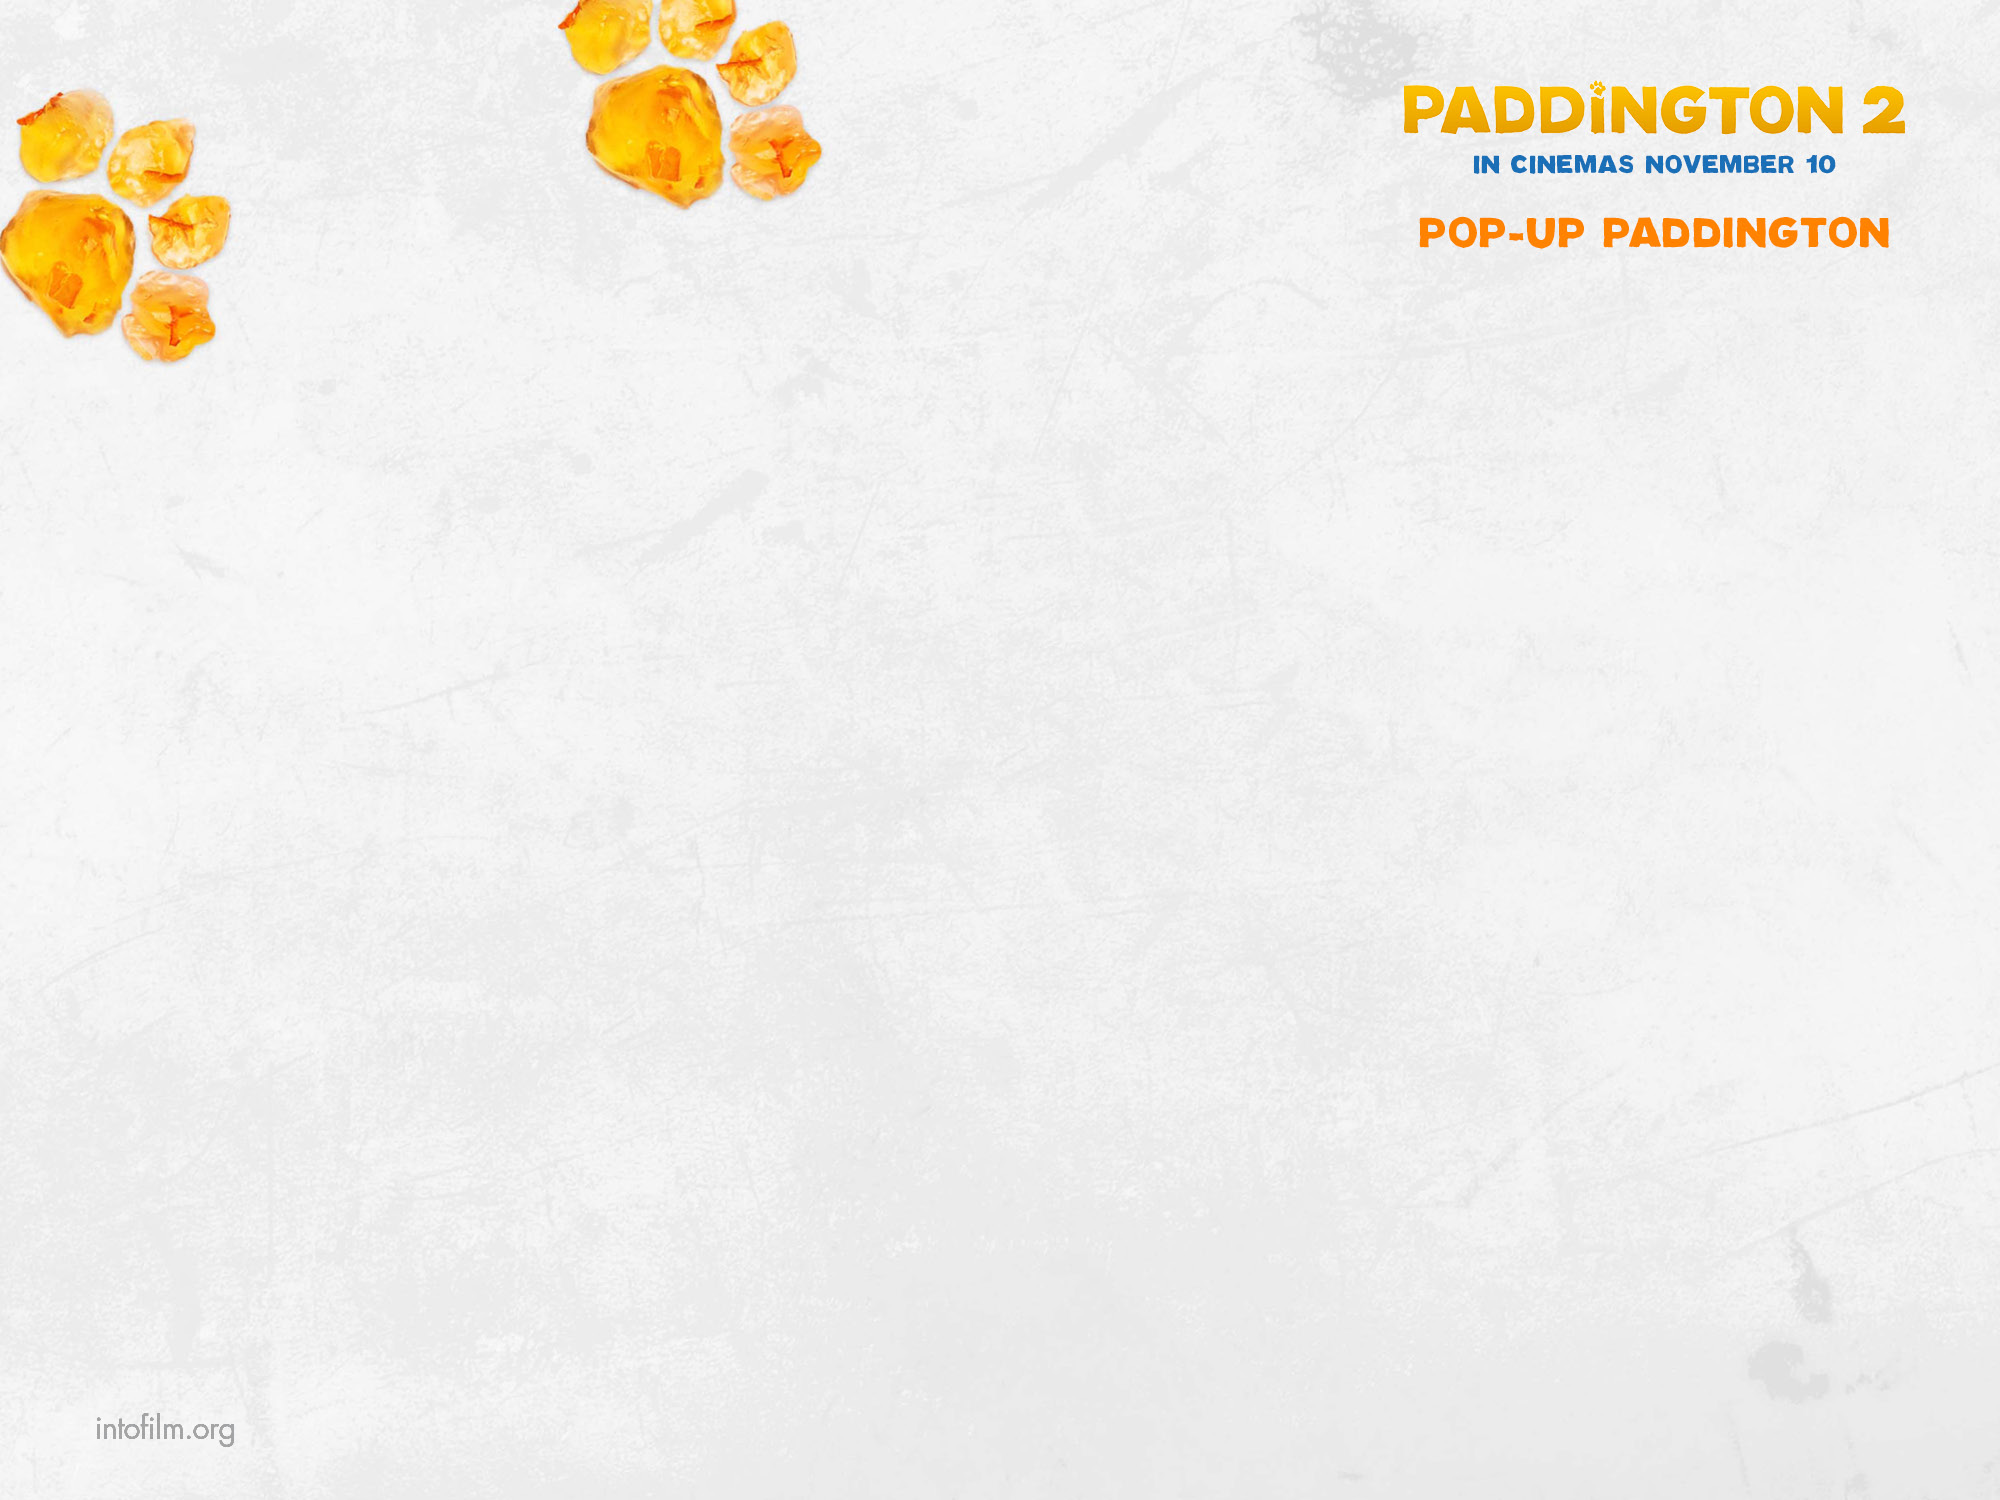 PADDINGTON 2
IN CINEMAS NOVEMBER 10
POP-UP PADDINGTON
intofilm.org